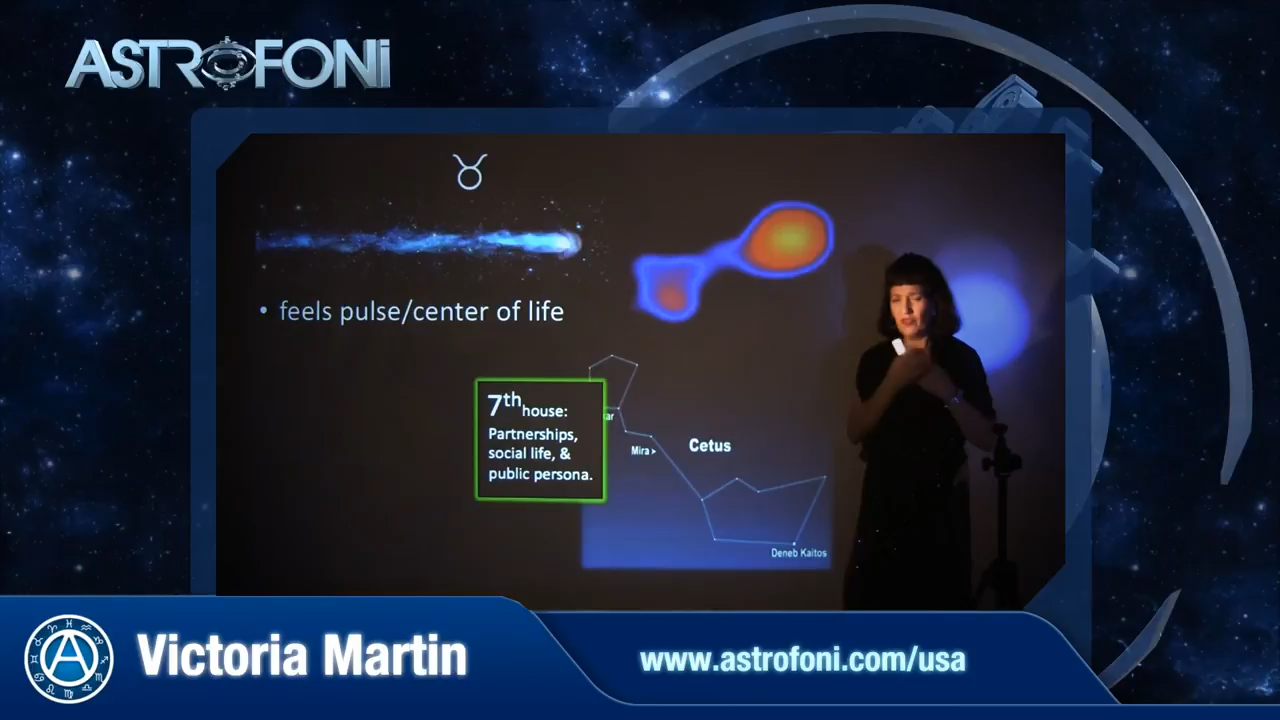 ASTROFONi
• feels pulse/center of life
7th
house:
Partnerships,
social life, &
public persona.
Mira
Cetus
Deneb Kaitos
Victoria Martin
www.astrofoni.com/usa